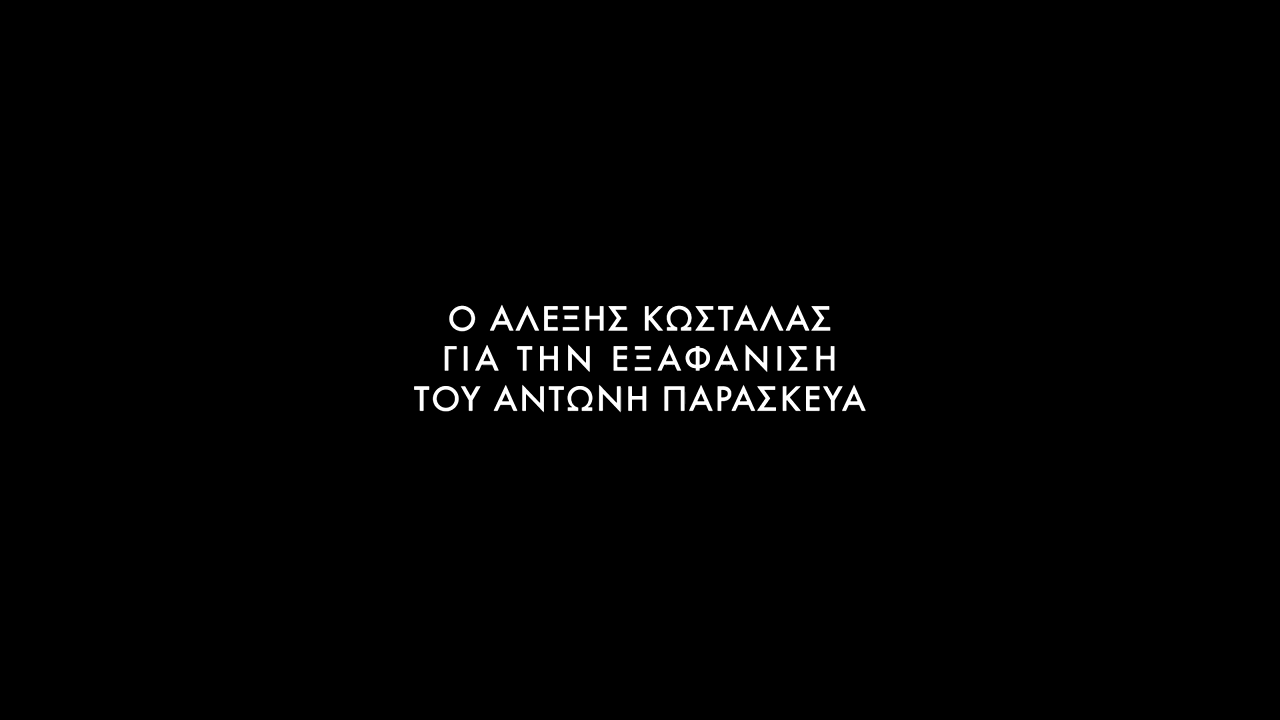 Ο ΑΛΕΞΗΣ ΚΩΣΤΑΛΑΣ
ΓΙΑ ΤΗΝ ΕΞΑΦΑΝΙΣΗ
ΤΟΥ ΑΝΤΩΝΗ ΠΑΡΑΣΚΕΥΑ